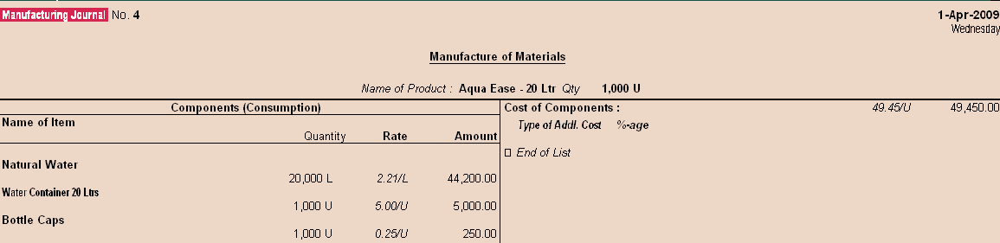 Manufacturing Journal No. 4 1-Apr-2009
Wednesday
Manufacture of Materials
Name of Product : Aqua Ease - 20 Ltr Qty 1,000 U
Components (Consumption) Cost of Components : 49.45/U 49,450.00
Name of Item Type of Addl. Cost %-age
Quantity Rate Amount
End of List
Natural Water
20,000 L 2.21/L 44,200.00
Water Container 20 Ltrs
1,000 U 5.00/U 5,000.00
Bottle Caps
1,000 U 0.25/U 250.00